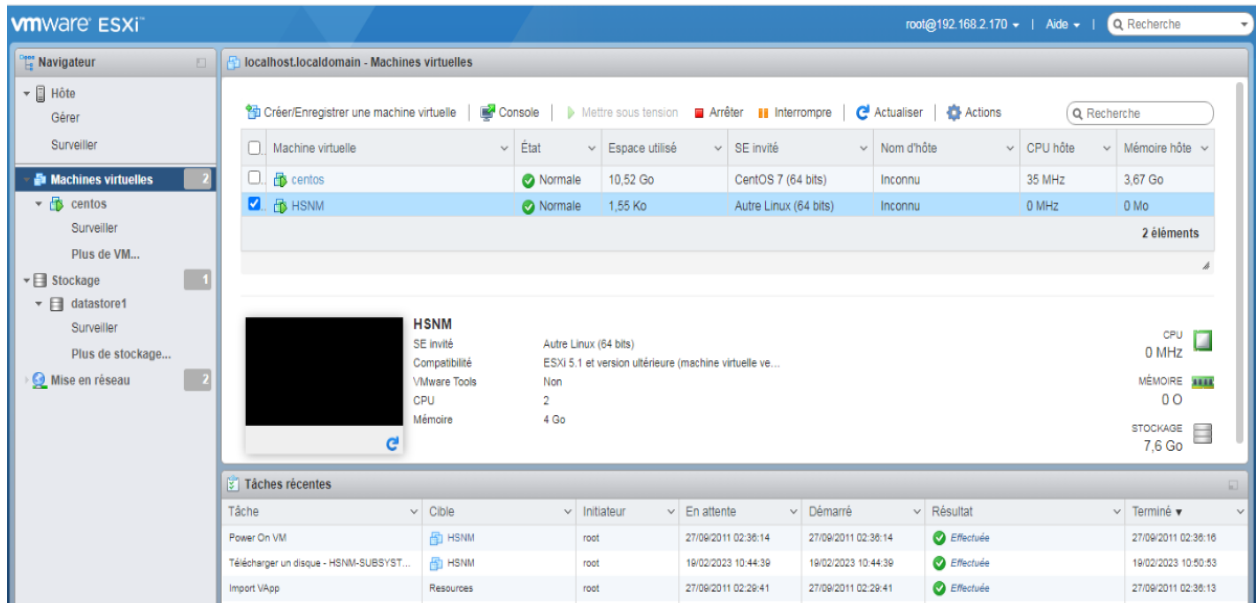 vmware ESXi™
root@192.168.2.170 | Aide | Recherche
Navigateur
Hôte
Gérer
Surveiller
Machines virtuelles 2
centos
Surveiller
Plus de VM...
Stockage 1
datastore1
Surveiller
Plus de stockage...
Mise en réseau 2
localhost.localdomain - Machines virtuelles
Créer/Enregistrer une machine virtuelle | Console | Mettre sous tension Arrêter Interrompre | Actualiser | Actions Recherche
Machine virtuelle État Espace utilisé SE invité Nom d'hôte CPU hôte Mémoire hôte
centos Normale 10,52 Go CentOS 7 (64 bits) Inconnu 35 MHz 3,67 Go
HSNM Normale 1,55 Ko Autre Linux (64 bits) Inconnu 0 MHz 0 Mo
2 éléments
HSNM
SE invité Autre Linux (64 bits)
Compatibilité ESXi 5.1 et version ultérieure (machine virtuelle ve...
VMware Tools Non
CPU 2
Mémoire 4 Go
CPU
0 MHz
MÉMOIRE
0 O
STOCKAGE
7,6 Go
Tâches récentes
Tâche Cible Initiateur En attente Démarré Résultat Terminé ▼
Power On VM HSNM root 27/09/2011 02:36:14 27/09/2011 02:36:14 Effectuée 27/09/2011 02:36:16
Télécharger un disque - HSNM-SUBSYST... HSNM root 19/02/2023 10:44:39 19/02/2023 10:44:39 Effectuée 19/02/2023 10:50:53
Import VApp Resources root 27/09/2011 02:29:41 27/09/2011 02:29:41 Effectuée 27/09/2011 02:36:13